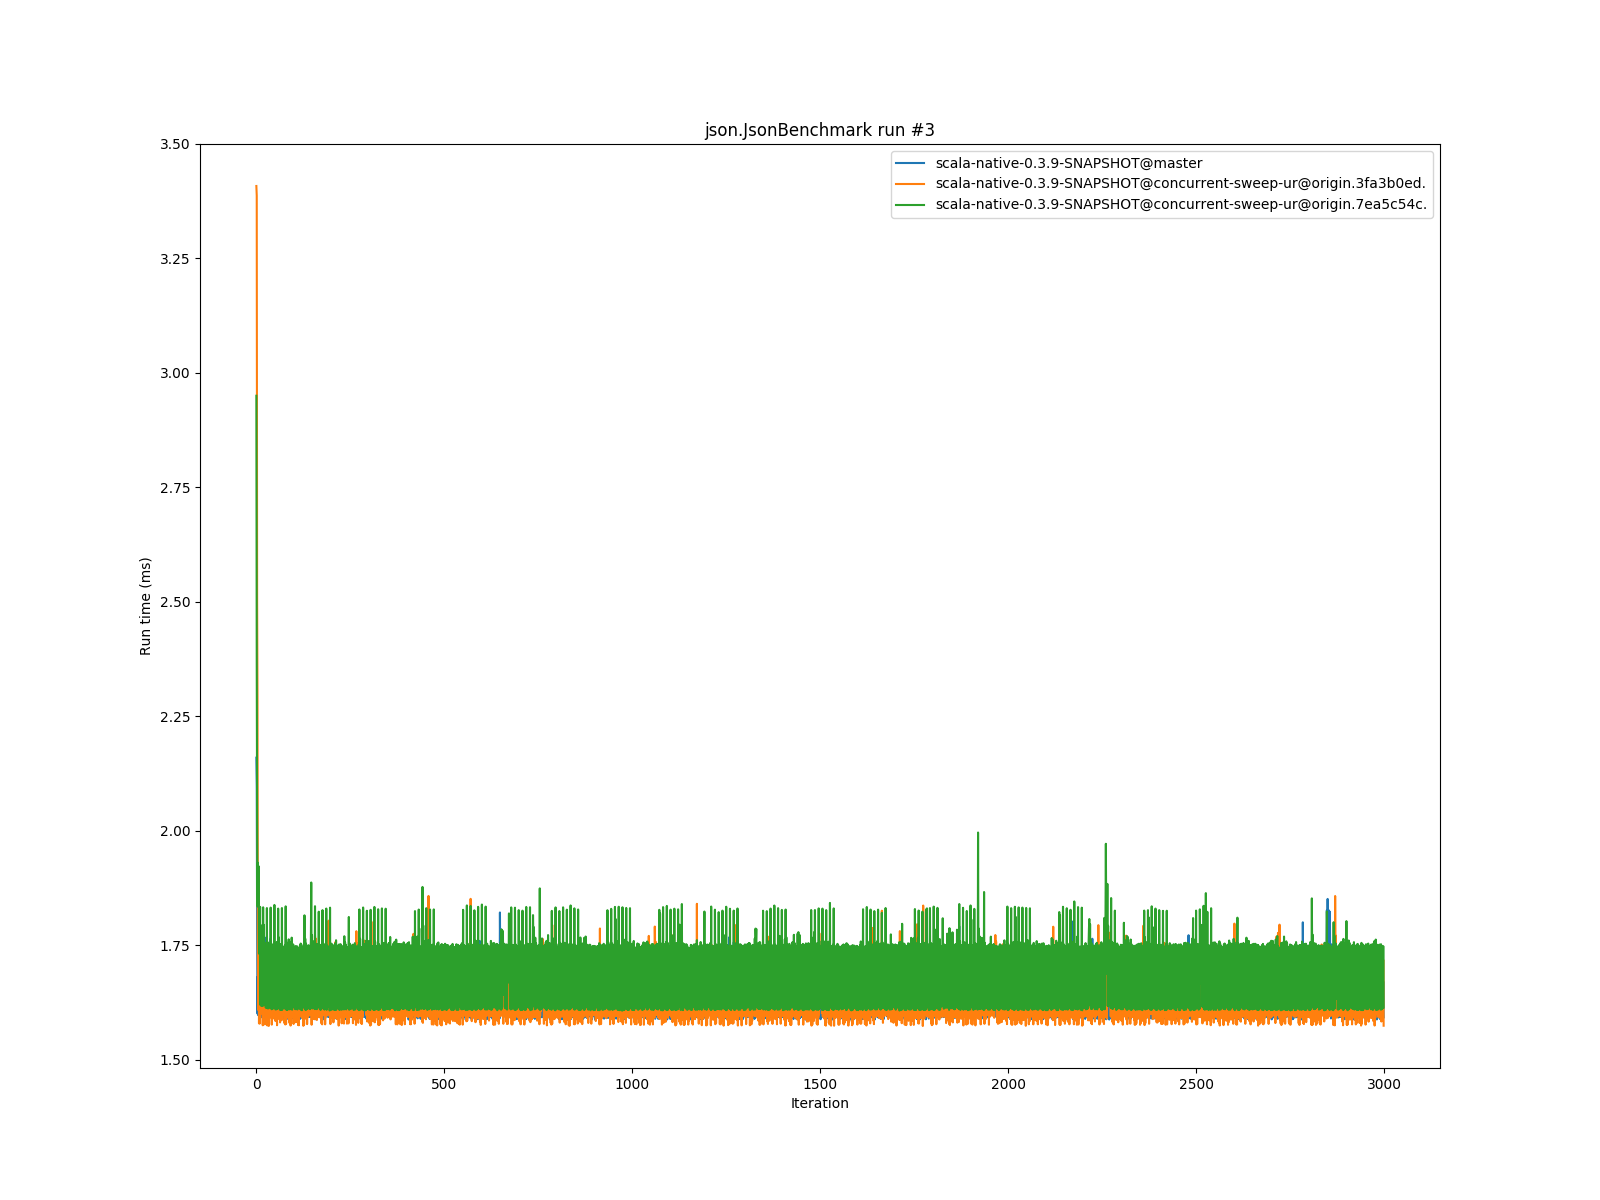 json.JsonBenchmark run #3
scala-native-0.3.9-SNAPSHOT@master
scala-native-0.3.9-SNAPSHOT@concurrent-sweep-ur@origin.3fa3b0ed.
scala-native-0.3.9-SNAPSHOT@concurrent-sweep-ur@origin.7ea5c54c.
3.50
3.25
3.00
2.75
2.50
2.25
2.00
1.75
1.50
Run time (ms)
0 500 1000 1500 2000 2500 3000
Iteration